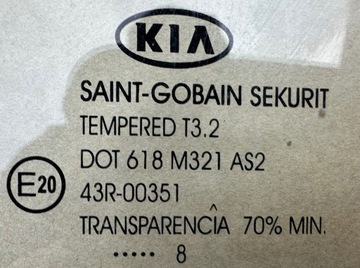 KIA
SAINT-GOBAIN SEKURIT
TEMPERED T3.2
DOT 618 M321 AS2
E20 43R-00351
TRANSPARENCIA 70% MIN.
..... 8